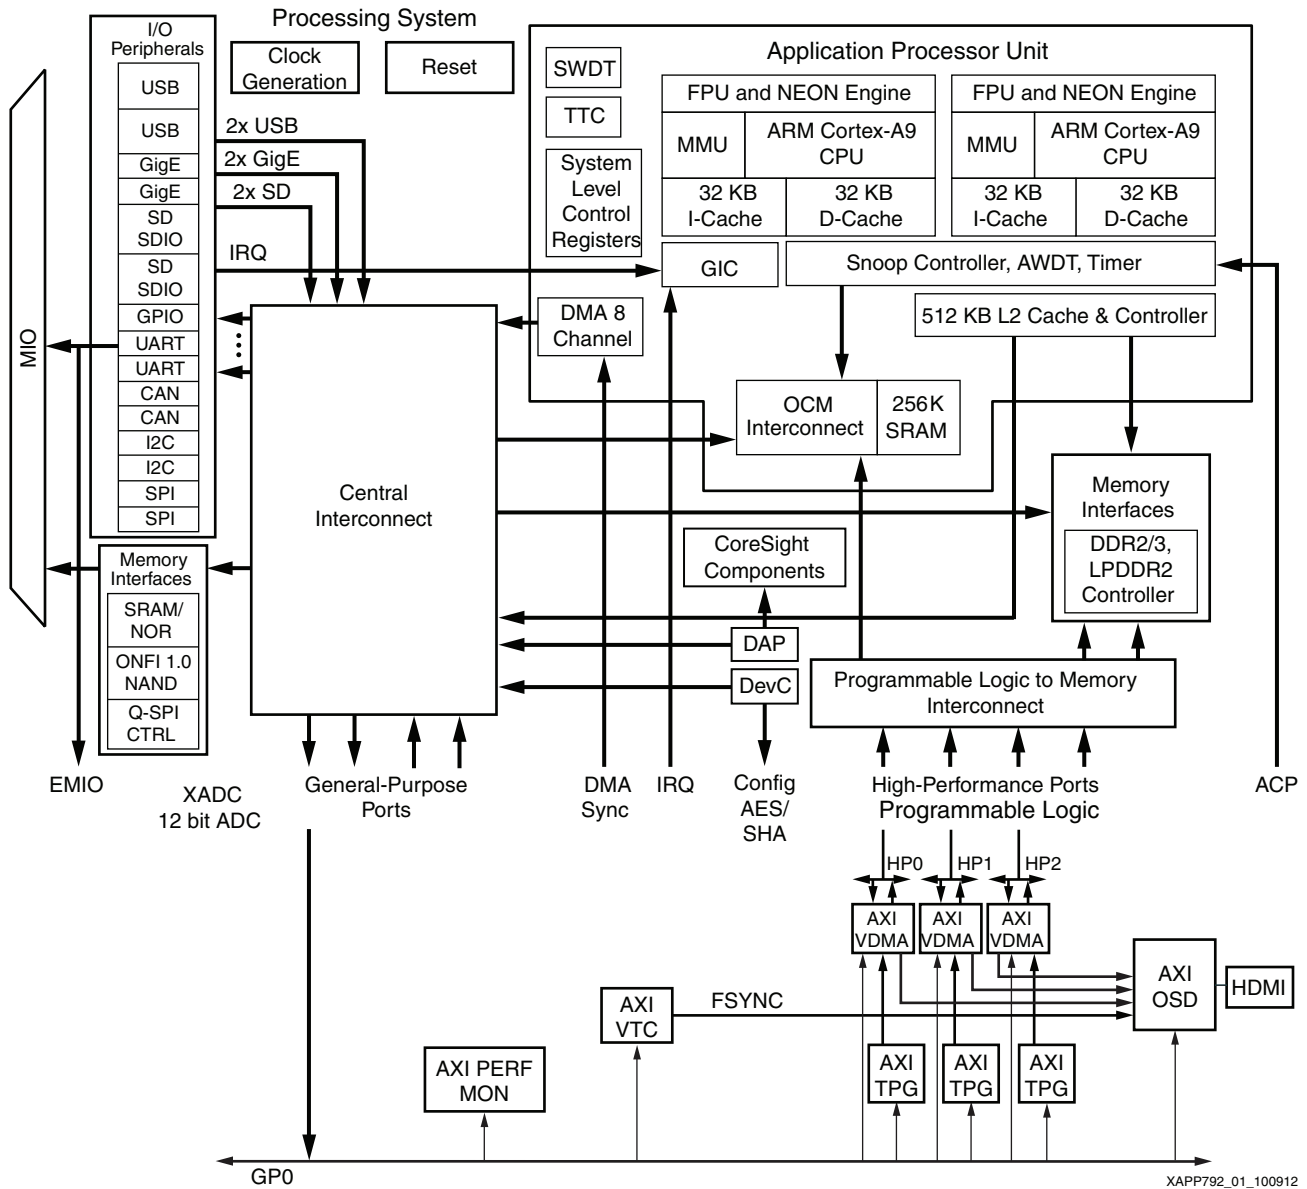 Processing System
I/O
Peripherals
USB
USB
GigE
GigE
SD
SDIO
SD
SDIO
GPIO
UART
UART
CAN
CAN
I2C
I2C
SPI
SPI
MIO
Clock
Generation
Reset
2x USB
2x GigE
2x SD
IRQ
Application Processor Unit
SWDT
TTC
System
Level
Control
Registers
FPU and NEON Engine
MMU
ARM Cortex-A9
CPU
32 KB
I-Cache
32 KB
D-Cache
FPU and NEON Engine
MMU
ARM Cortex-A9
CPU
32 KB
I-Cache
32 KB
D-Cache
GIC
Snoop Controller, AWDT, Timer
DMA 8
Channel
512 KB L2 Cache & Controller
OCM
Interconnect
256K
SRAM
Central
Interconnect
Memory
Interfaces
DDR2/3,
LPDDR2
Controller
CoreSight
Components
DAP
DevC
Programmable Logic to Memory
Interconnect
Memory
Interfaces
SRAM/
NOR
ONFI 1.0
NAND
Q-SPI
CTRL
EMIO
XADC
12 bit ADC
General-Purpose
Ports
DMA
Sync
IRQ
Config
AES/
SHA
High-Performance Ports
Programmable Logic
ACP
HP0
HP1
HP2
AXI
VDMA
AXI
VDMA
AXI
VDMA
AXI
OSD
HDMI
AXI
VTC
FSYNC
AXI PERF
MON
AXI
TPG
AXI
TPG
AXI
TPG
GP0
XAPP792_01_100912